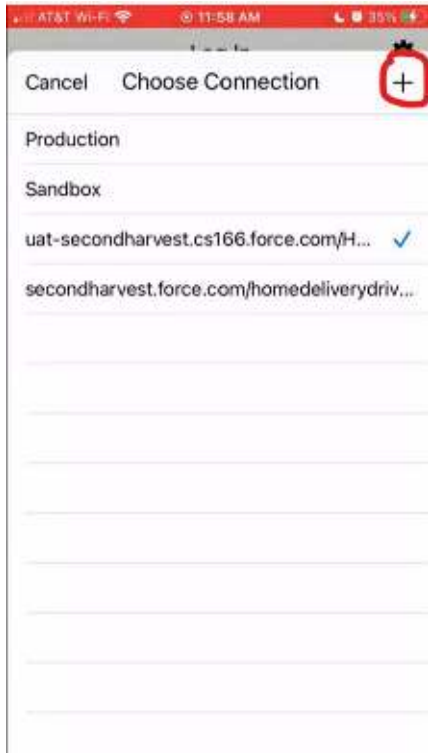 AT&T Wi-Fi 11:58 AM 35%
Log In
Cancel Choose Connection +
Production
Sandbox
uat-secondharvest.cs166.force.com/H...
secondharvest.force.com/homedeliverydriv...